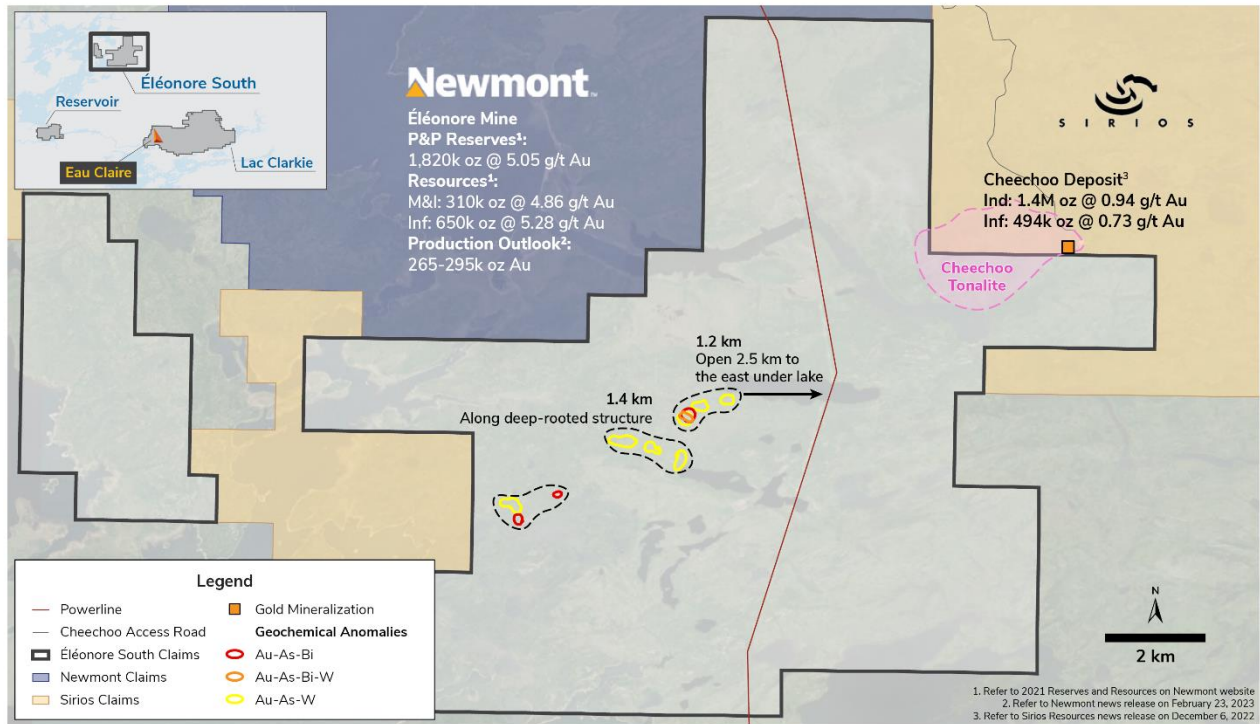 Éléonore South
Reservoir
Eau Claire
Lac Clarkie
Newmont™
Éléonore Mine
P&P Reserves¹:
1,820k oz @ 5.05 g/t Au
Resources¹:
M&I: 310k oz @ 4.86 g/t Au
Inf: 650k oz @ 5.28 g/t Au
Production Outlook²:
265-295k oz Au
SIRIOS
Cheechoo Deposit³
Ind: 1.4M oz @ 0.94 g/t Au
Inf: 494k oz @ 0.73 g/t Au
Cheechoo
Tonalite
1.2 km
Open 2.5 km to
the east under lake
1.4 km
Along deep-rooted structure
Legend
Powerline
Cheechoo Access Road
Éléonore South Claims
Newmont Claims
Sirios Claims
Gold Mineralization
Geochemical Anomalies
Au-As-Bi
Au-As-Bi-W
Au-As-W
N
2 km
1. Refer to 2021 Reserves and Resources on Newmont website
2. Refer to Newmont news release on February 23, 2023
3. Refer to Sirios Resources news release on December 6, 2022